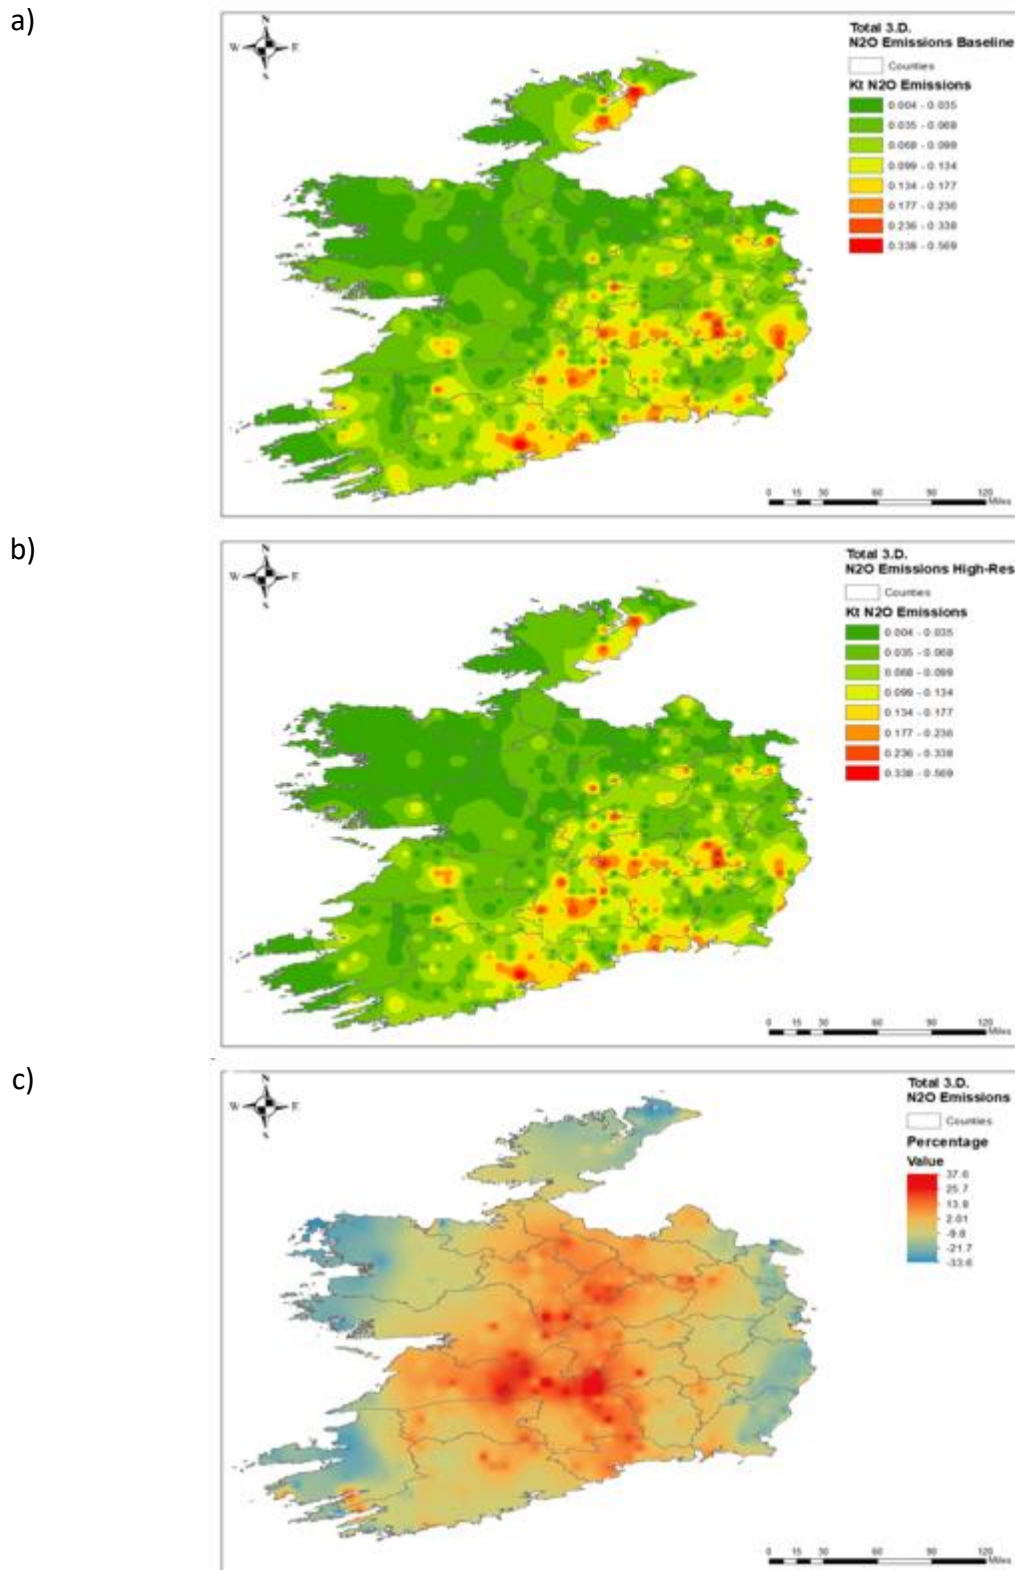 a)
N
W E
S
Total 3.D.
N2O Emissions Baseline
Counties
Kt N2O Emissions
0.004 - 0.035
0.035 - 0.068
0.068 - 0.099
0.099 - 0.134
0.134 - 0.177
0.177 - 0.236
0.236 - 0.338
0.338 - 0.569
0 15 30 60 90 120
Miles
b)
N
W E
S
Total 3.D.
N2O Emissions High-Res
Counties
Kt N2O Emissions
0.004 - 0.035
0.035 - 0.068
0.068 - 0.099
0.099 - 0.134
0.134 - 0.177
0.177 - 0.236
0.236 - 0.338
0.338 - 0.569
0 15 30 60 90 120
Miles
c)
N
W E
S
Total 3.D.
N2O Emissions
Counties
Percentage
Value
37.6
25.7
13.8
2.01
-9.8
-21.7
-33.6
0 15 30 60 90 120
Miles